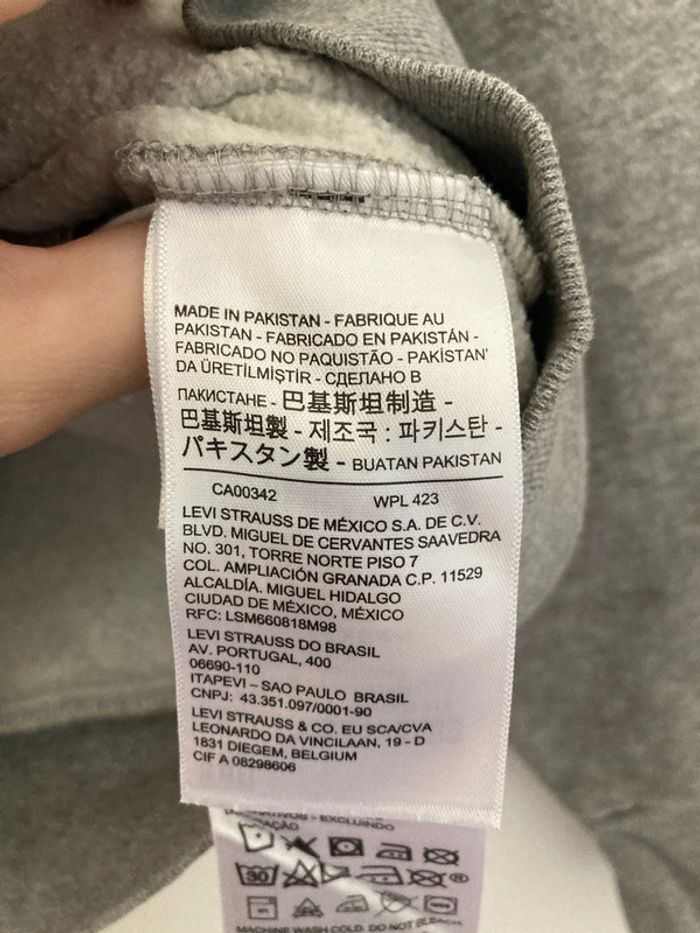 MADE IN PAKISTAN - FABRIQUE AU
PAKISTAN - FABRICADO EN PAKISTÁN -
FABRICADO NO PAQUISTÃO - PAKİSTAN'
DA ÜRETİLMİŞTİR - СДЕЛАНО В
ПАКИСТАНЕ - 巴基斯坦制造 -
巴基斯坦製 - 제조국 : 파키스탄 -
パキスタン製 - BUATAN PAKISTAN
CA00342 WPL 423
LEVI STRAUSS DE MÉXICO S.A. DE C.V.
BLVD. MIGUEL DE CERVANTES SAAVEDRA
NO. 301, TORRE NORTE PISO 7
COL. AMPLIACIÓN GRANADA C.P. 11529
ALCALDÍA. MIGUEL HIDALGO
CIUDAD DE MÉXICO, MÉXICO
RFC: LSM660818M98
LEVI STRAUSS DO BRASIL
AV. PORTUGAL, 400
06690-110
ITAPEVI – SAO PAULO BRASIL
CNPJ: 43.351.097/0001-90
LEVI STRAUSS & CO. EU SCA/CVA
LEONARDO DA VINCILAAN, 19 - D
1831 DIEGEM, BELGIUM
CIF A 08298606
- EXCLUINDO
30
MACHINE WASH COLD. DO NOT BLEACH.